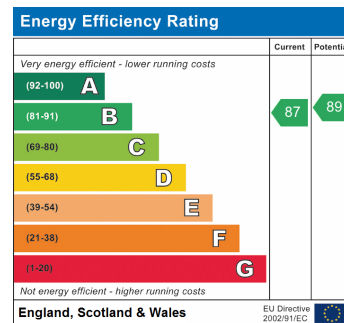 Energy Efficiency Rating
Current Potentia
Very energy efficient - lower running costs
(92-100) A
(81-91) B
87 89
(69-80) C
(55-68) D
(39-54) E
(21-38) F
(1-20) G
Not energy efficient - higher running costs
England, Scotland & Wales
EU Directive
2002/91/EC